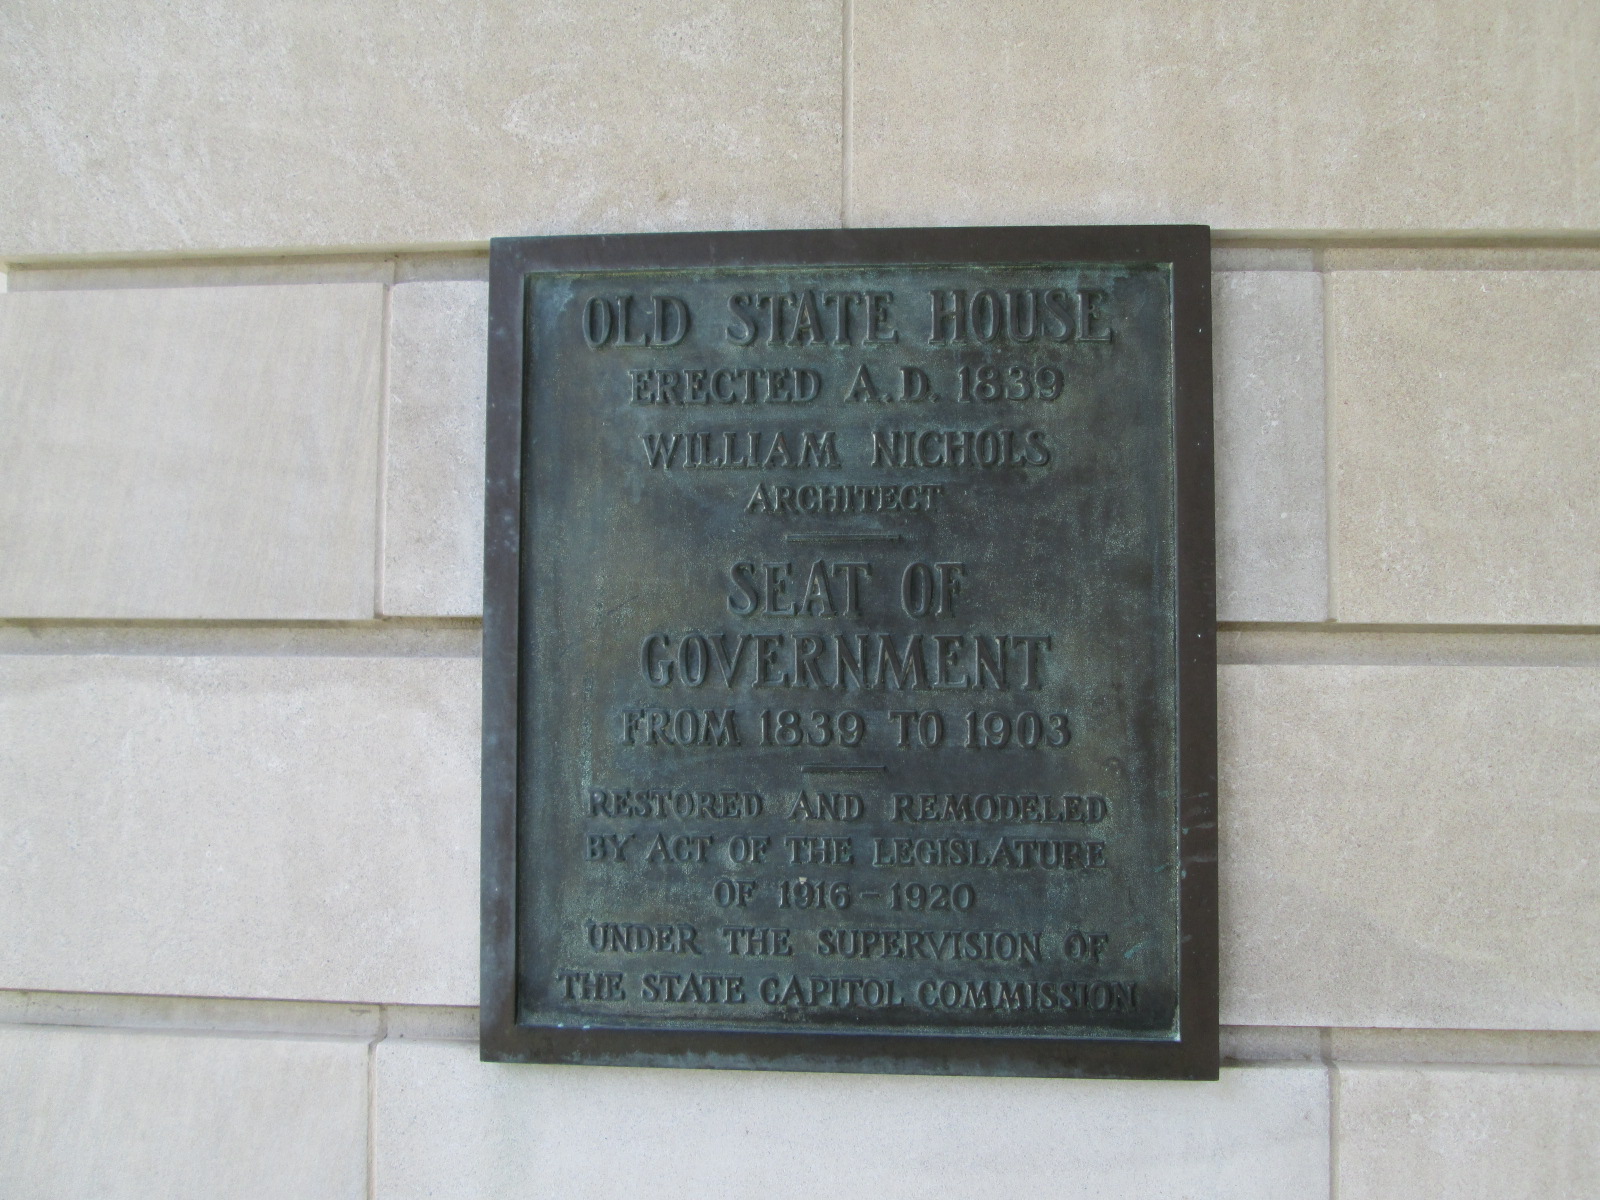 OLD STATE HOUSE
ERECTED A.D. 1839
WILLIAM NICHOLS
ARCHITECT
SEAT OF
GOVERNMENT
FROM 1839 TO 1903
RESTORED AND REMODELED
BY ACT OF THE LEGISLATURE
OF 1916 – 1920
UNDER THE SUPERVISION OF
THE STATE CAPITOL COMMISSION